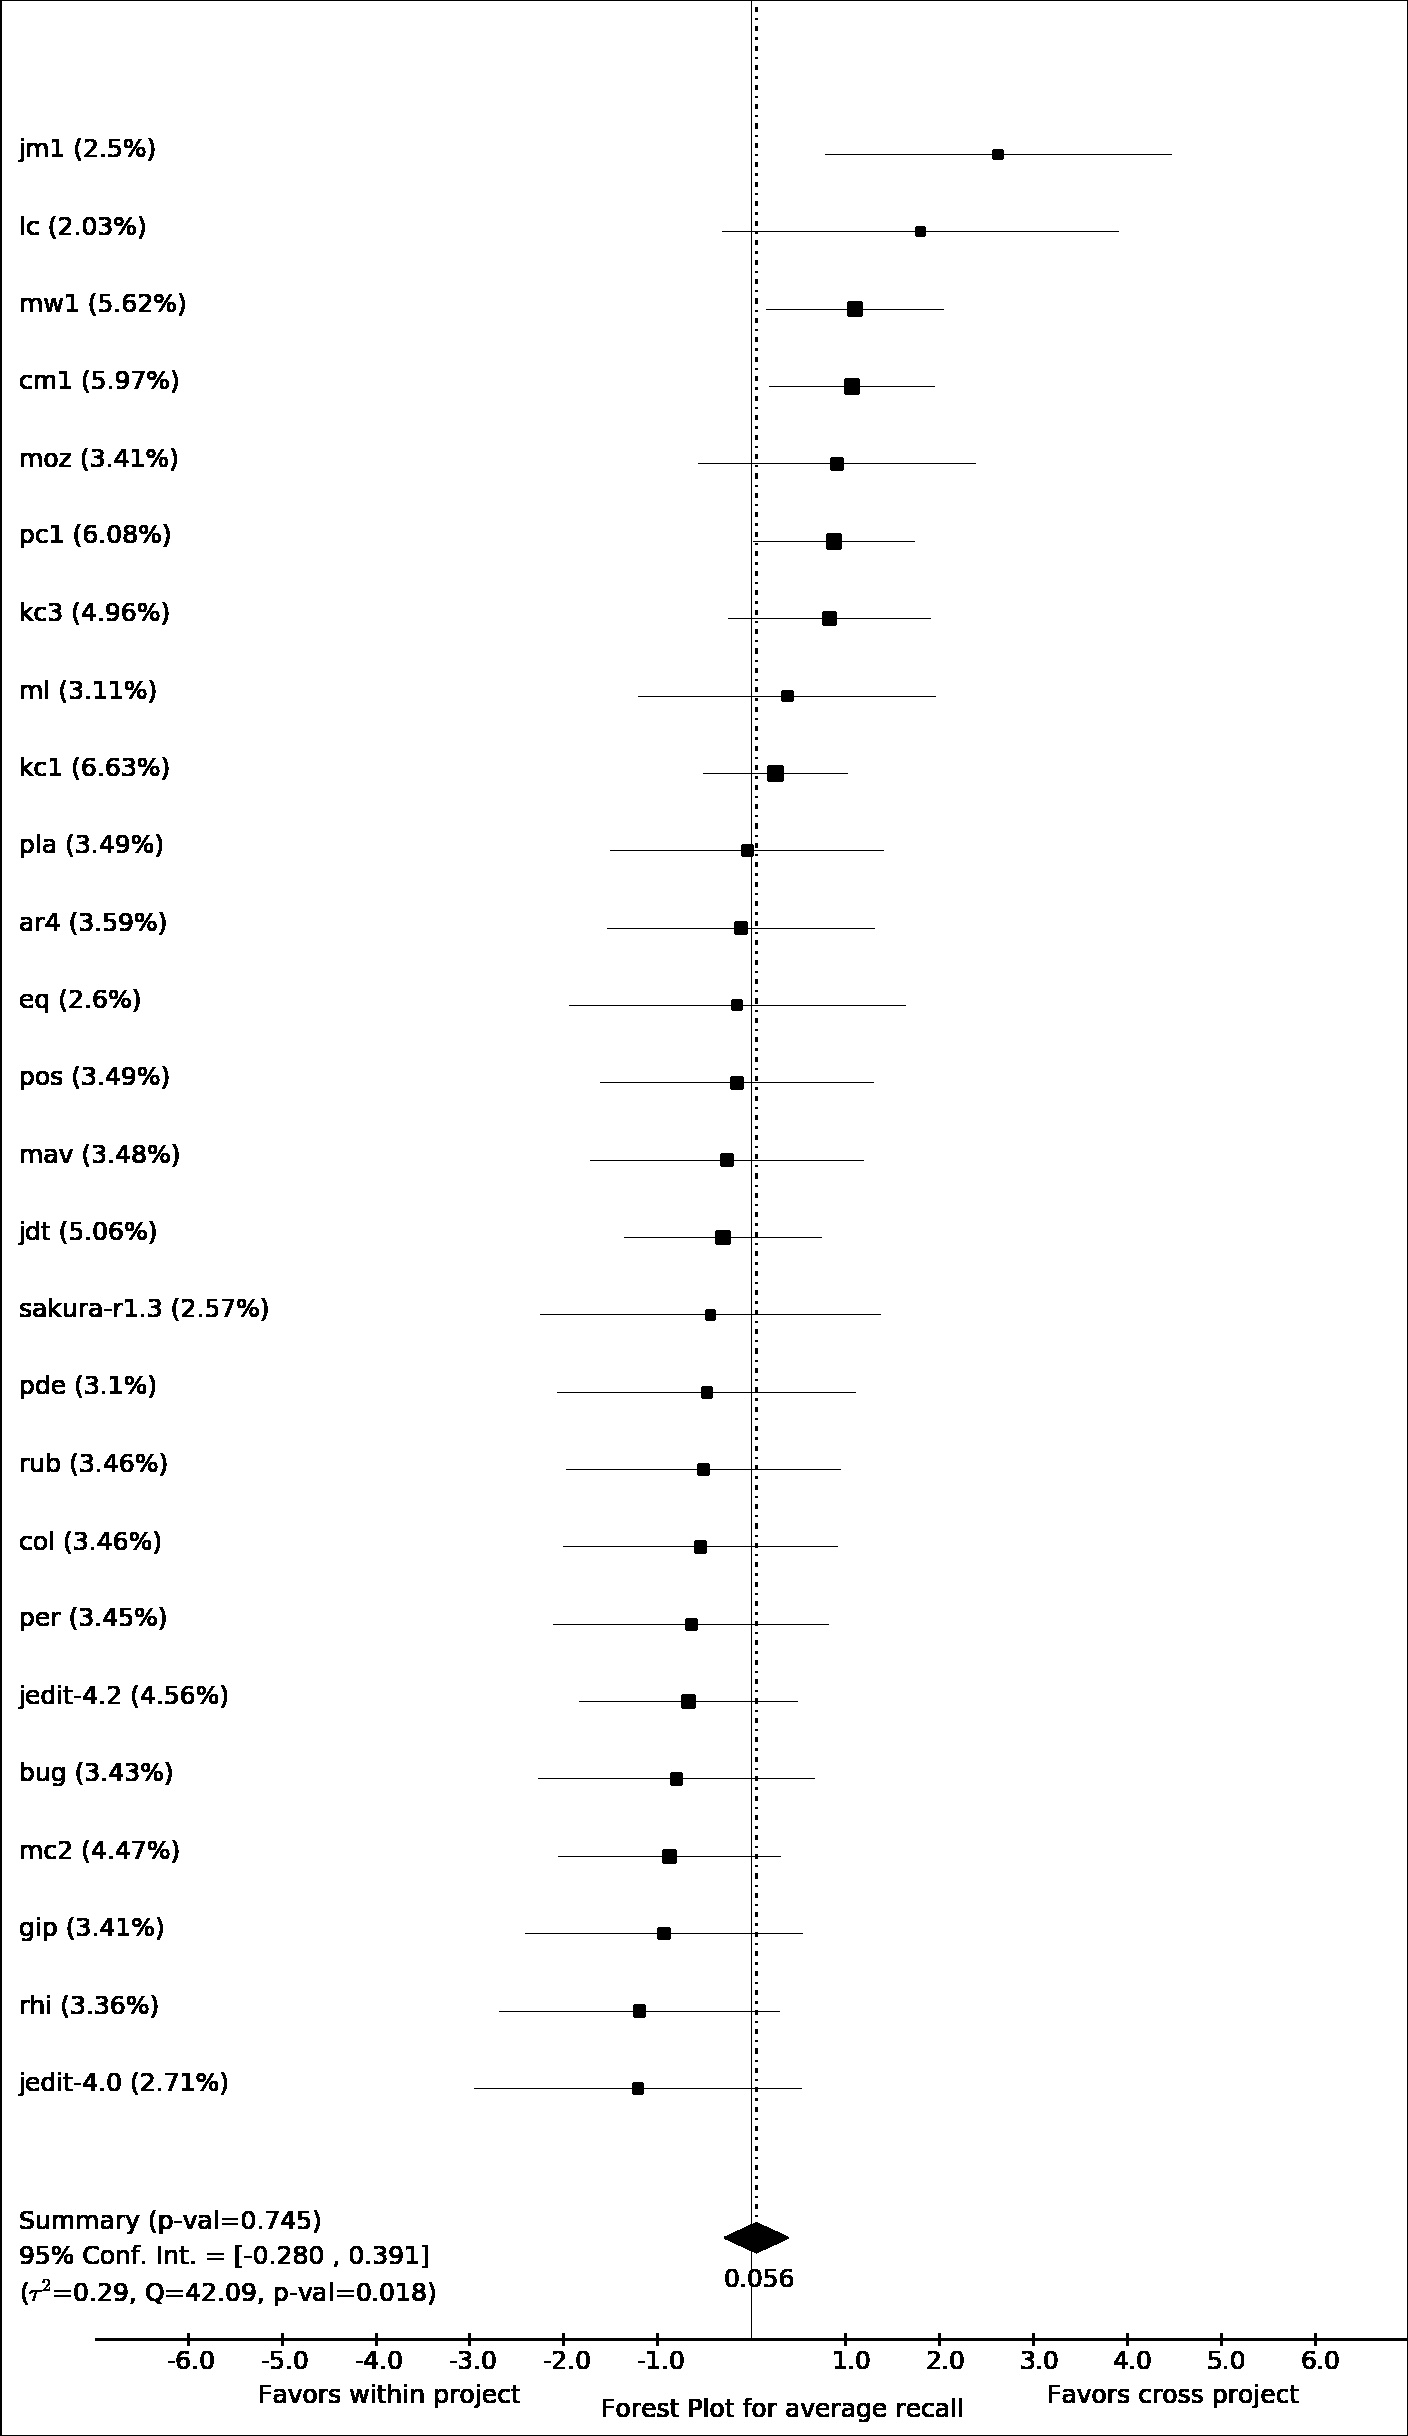 jm1 (2.5%)
lc (2.03%)
mw1 (5.62%)
cm1 (5.97%)
moz (3.41%)
pc1 (6.08%)
kc3 (4.96%)
ml (3.11%)
kc1 (6.63%)
pla (3.49%)
ar4 (3.59%)
eq (2.6%)
pos (3.49%)
mav (3.48%)
jdt (5.06%)
sakura-r1.3 (2.57%)
pde (3.1%)
rub (3.46%)
col (3.46%)
per (3.45%)
jedit-4.2 (4.56%)
bug (3.43%)
mc2 (4.47%)
gip (3.41%)
rhi (3.36%)
jedit-4.0 (2.71%)
Summary (p-val=0.745)
95% Conf. Int. = [-0.280 , 0.391]
0.056
(τ²=0.29, Q=42.09, p-val=0.018)
-6.0 -5.0 -4.0 -3.0 -2.0 -1.0 1.0 2.0 3.0 4.0 5.0 6.0
Favors within project Favors cross project
Forest Plot for average recall